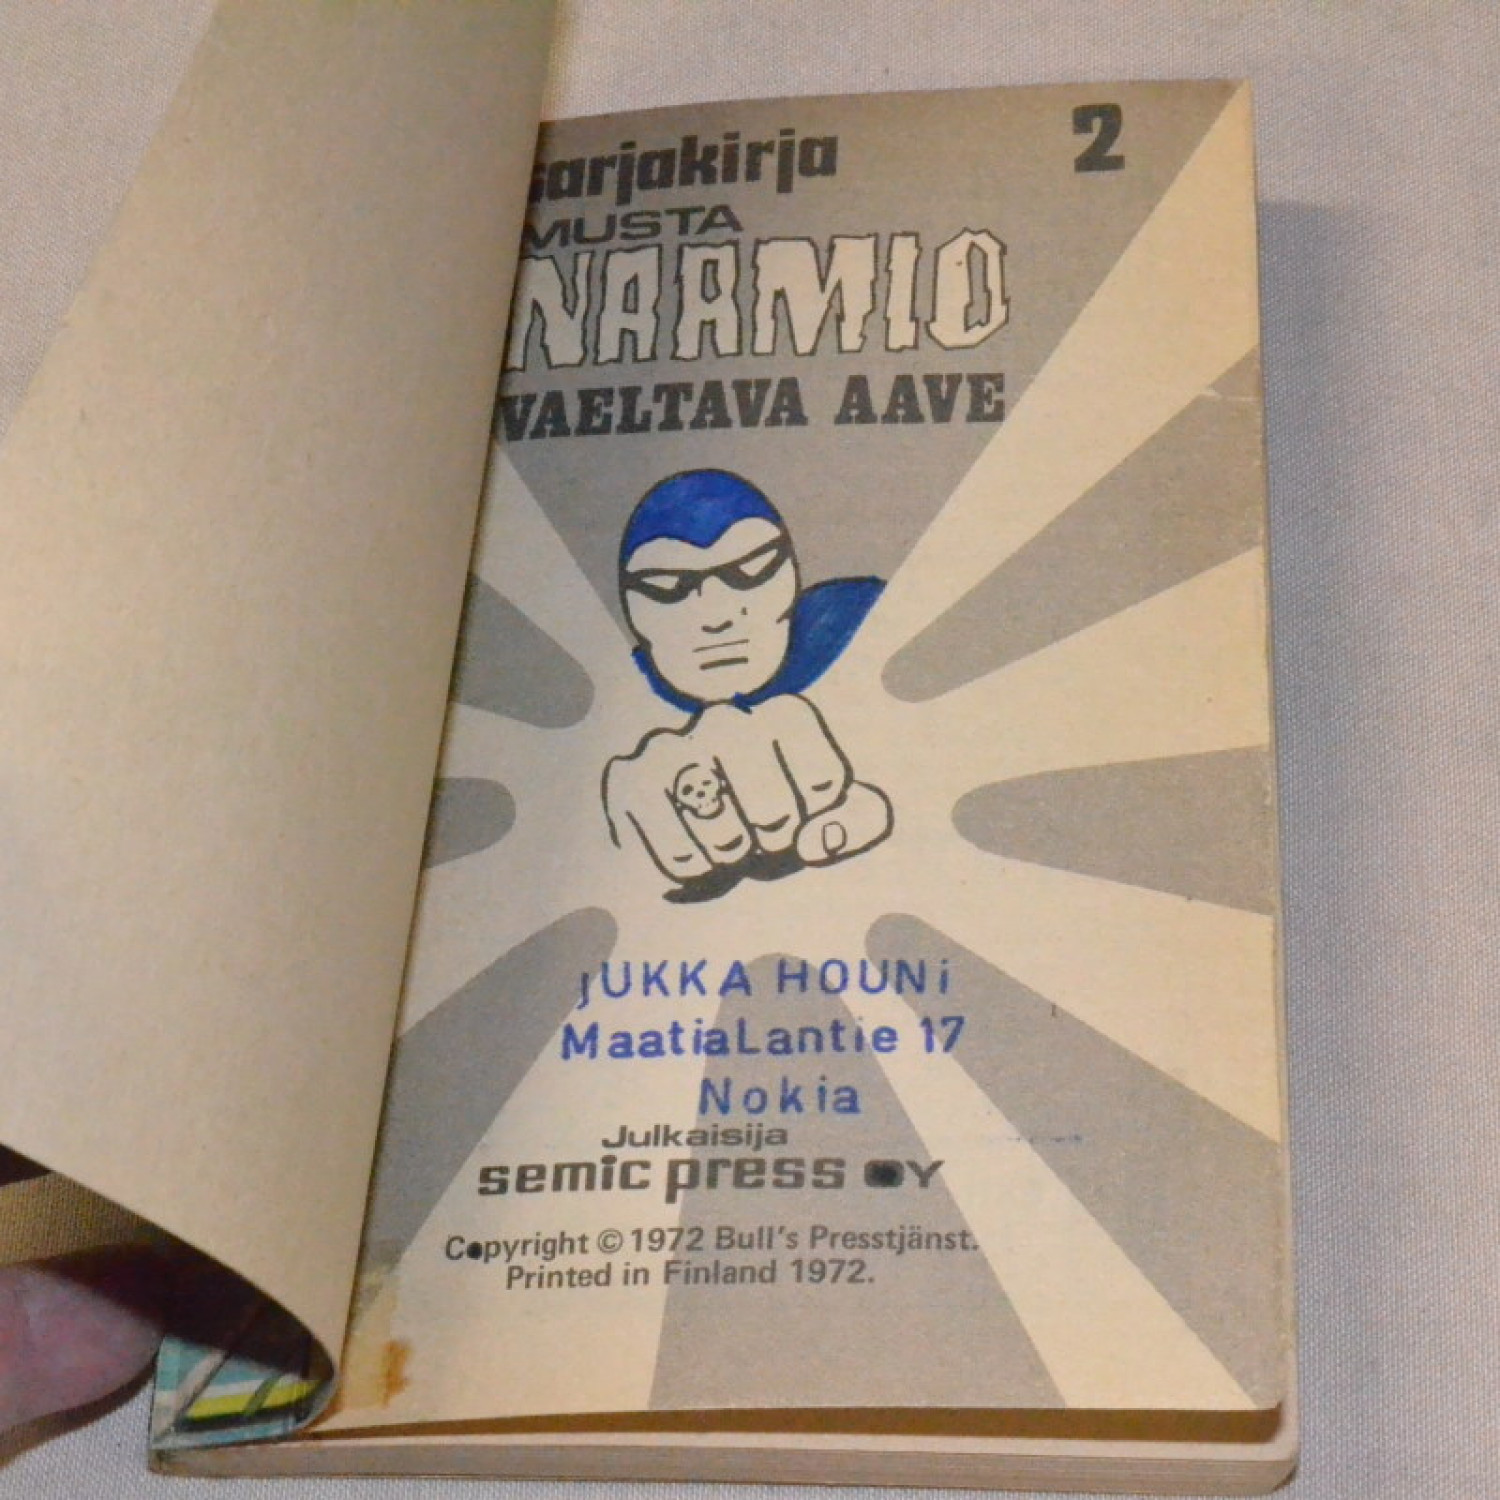 sarjakirja 2
MUSTA
NAAMIO
VAELTAVA AAVE
jUKKA HOUNi
MaatiaLantie 17
Nokia
Julkaisija
semic press OY
Copyright © 1972 Bull's Presstjänst.
Printed in Finland 1972.